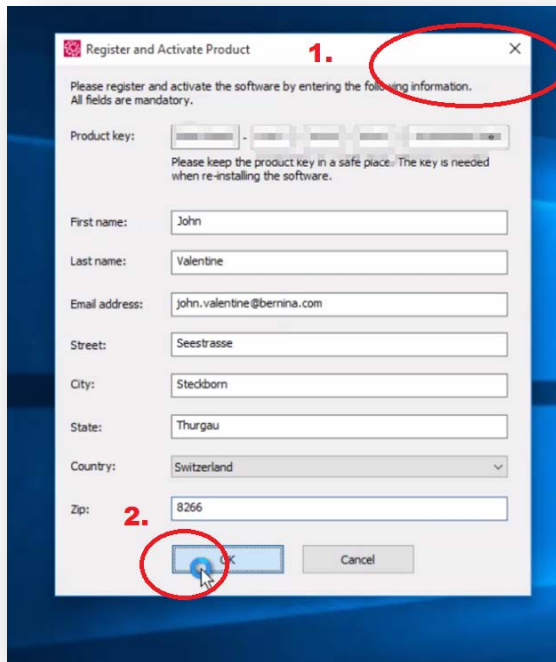 Register and Activate Product
1.
Please register and activate the software by entering the following information.
All fields are mandatory.
Product key: -
Please keep the product key in a safe place. The key is needed
when re-installing the software.
First name: John
Last name: Valentine
Email address: john.valentine@bernina.com
Street: Seestrasse
City: Steckborn
State: Thurgau
Country: Switzerland
Zip: 8266
2.
OK Cancel